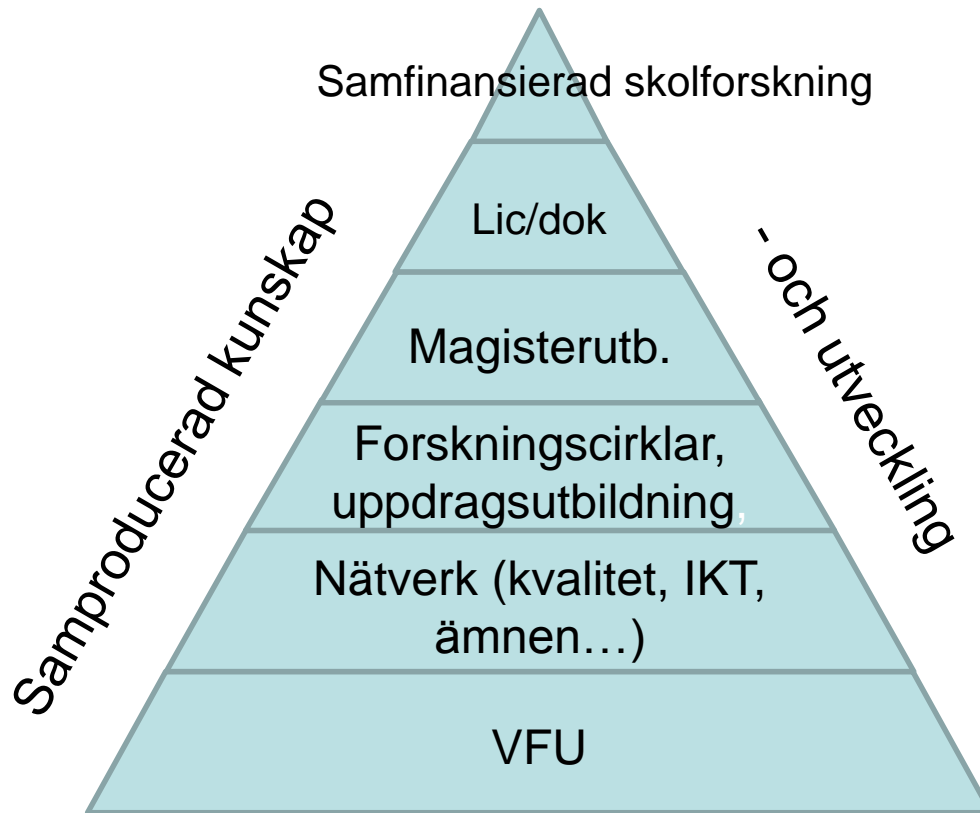 Samfinansierad skolforskning
Lic/dok
Magisterutb.
Forskningscirklar,
uppdragsutbildning,
Nätverk (kvalitet, IKT,
ämnen…)
VFU
Samproducerad kunskap
- och utveckling